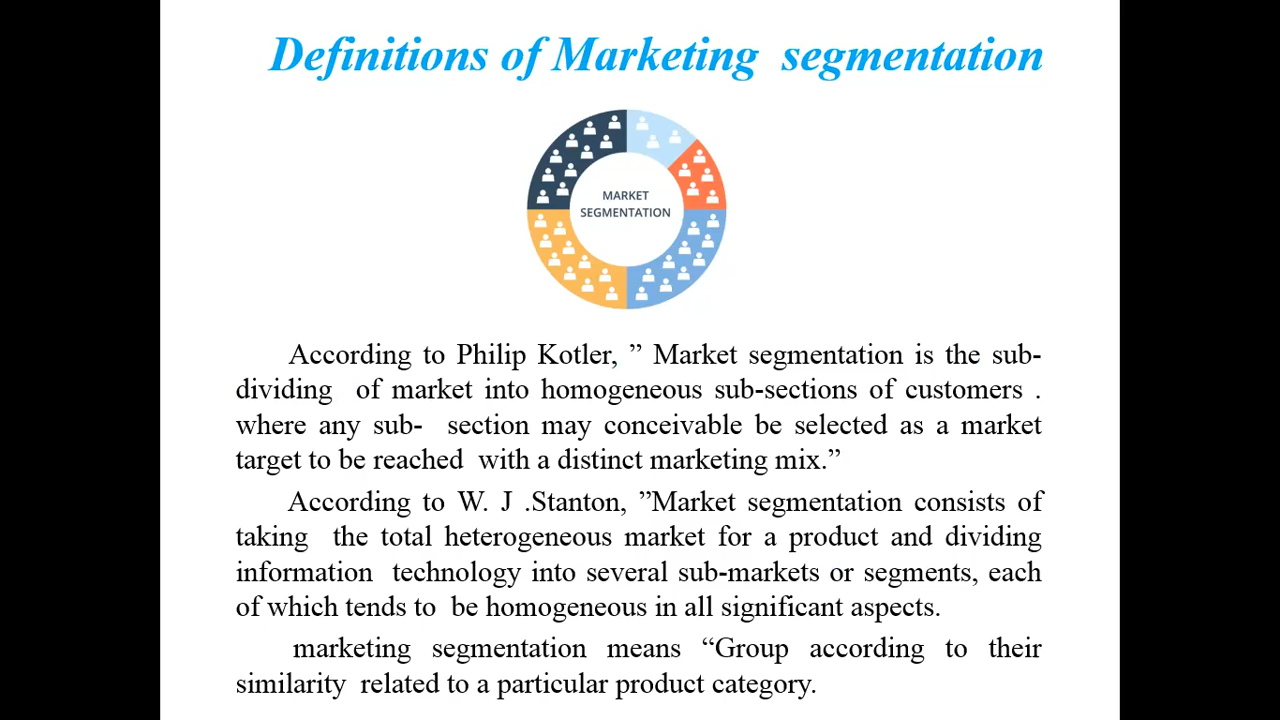 Definitions of Marketing segmentation
MARKET
SEGMENTATION
According to Philip Kotler, ” Market segmentation is the sub-
dividing of market into homogeneous sub-sections of customers .
where any sub- section may conceivable be selected as a market
target to be reached with a distinct marketing mix.”
According to W. J .Stanton, ”Market segmentation consists of
taking the total heterogeneous market for a product and dividing
information technology into several sub-markets or segments, each
of which tends to be homogeneous in all significant aspects.
marketing segmentation means “Group according to their
similarity related to a particular product category.